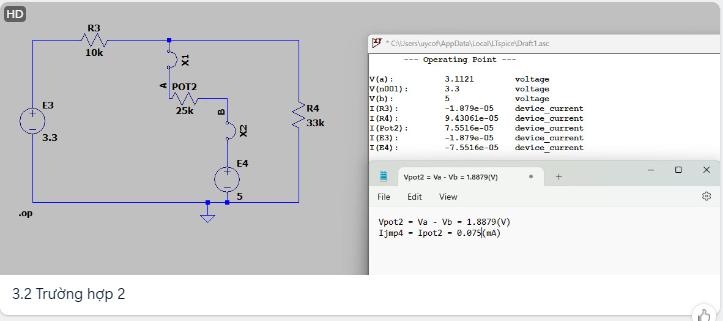 HD
R3
10k
X1
A
POT2
25k
B
X2
E3
3.3
R4
33k
E4
5
.op
* C:\Users\uycof\AppData\Local\LTspice\Draft1.asc
--- Operating Point ---
V(a): 3.1121 voltage
V(n001): 3.3 voltage
V(b): 5 voltage
I(R3): -1.879e-05 device_current
I(R4): 9.43061e-05 device_current
I(Pot2): 7.5516e-05 device_current
I(E3): -1.879e-05 device_current
I(E4): -7.5516e-05 device_current
Vpot2 = Va - Vb = 1.8879(V)
File Edit View
Vpot2 = Va - Vb = 1.8879(V)
Ijmp4 = Ipot2 = 0.075(mA)
3.2 Trường hợp 2